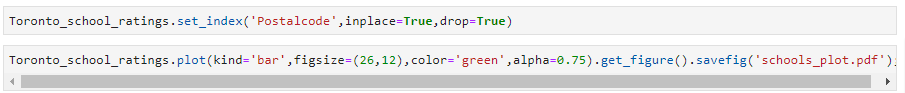 Toronto_school_ratings.set_index('Postalcode',inplace=True,drop=True)
Toronto_school_ratings.plot(kind='bar',figsize=(26,12),color='green',alpha=0.75).get_figure().savefig('schools_plot.pdf')